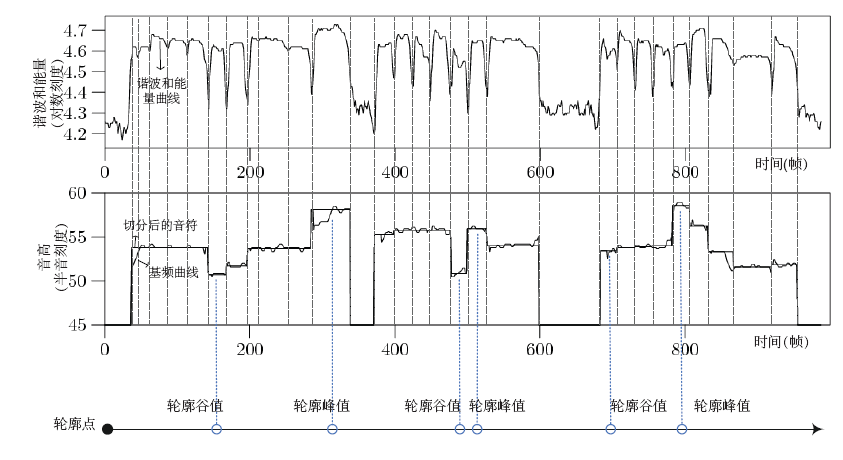 4.7
4.6
4.5
4.4
4.3
4.2
谐波和能量
(对数刻度)
谐波和能
量曲线
0 200 400 600 800
时间(帧)
60
55
50
45
音高
(半音刻度)
切分后的音符
基频曲线
0 200 400 600 800
时间(帧)
轮廓谷值 轮廓峰值 轮廓谷值 轮廓峰值 轮廓谷值 轮廓峰值
轮廓点